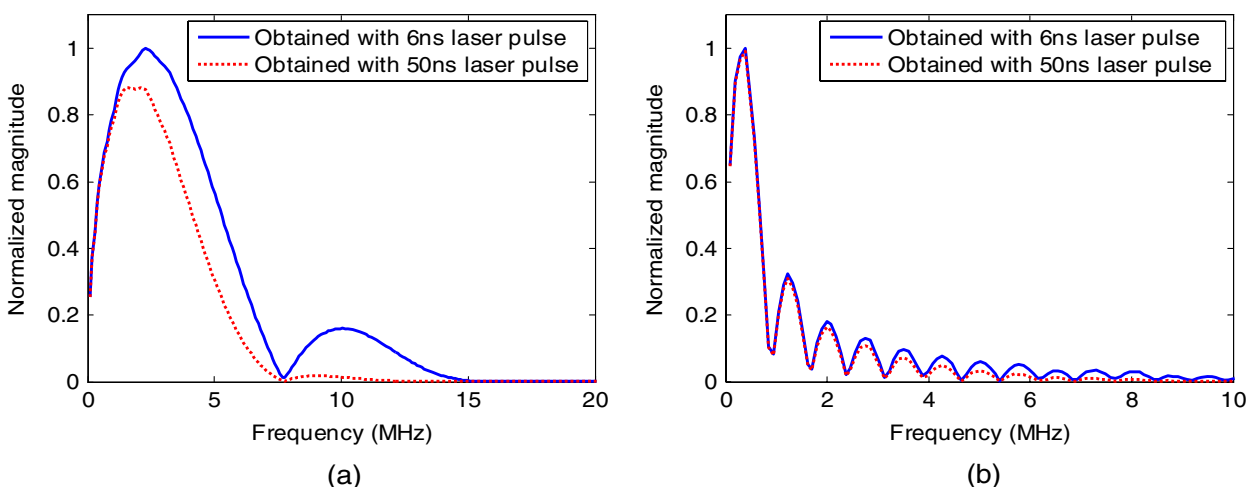 Obtained with 6ns laser pulse
Obtained with 50ns laser pulse
Normalized magnitude
1
0.8
0.6
0.4
0.2
0
0 5 10 15 20
Frequency (MHz)
(a)
Obtained with 6ns laser pulse
Obtained with 50ns laser pulse
Normalized magnitude
1
0.8
0.6
0.4
0.2
0
0 2 4 6 8 10
Frequency (MHz)
(b)